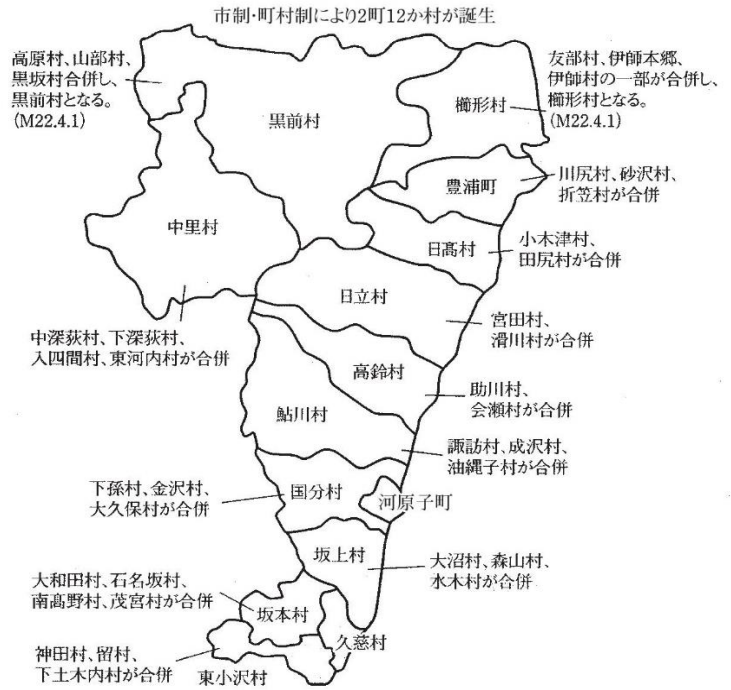 市制・町村制により2町12か村が誕生
高原村、山部村、
黒坂村合併し、
黒前村となる。
(M22.4.1)
友部村、伊師本郷、
伊師村の一部が合併し、
櫛形村となる。
(M22.4.1)
黒前村
櫛形村
豊浦町
川尻村、砂沢村、
折笠村が合併
中里村
日髙村
小木津村、
田尻村が合併
日立村
宮田村、
滑川村が合併
中深荻村、下深荻村、
入四間村、東河内村が合併
高鈴村
助川村、
会瀬村が合併
鮎川村
諏訪村、成沢村、
油縄子村が合併
下孫村、金沢村、
大久保村が合併
国分村
河原子町
坂上村
大沼村、森山村、
水木村が合併
大和田村、石名坂村、
南髙野村、茂宮村が合併
坂本村
久慈村
神田村、留村、
下土木内村が合併
東小沢村